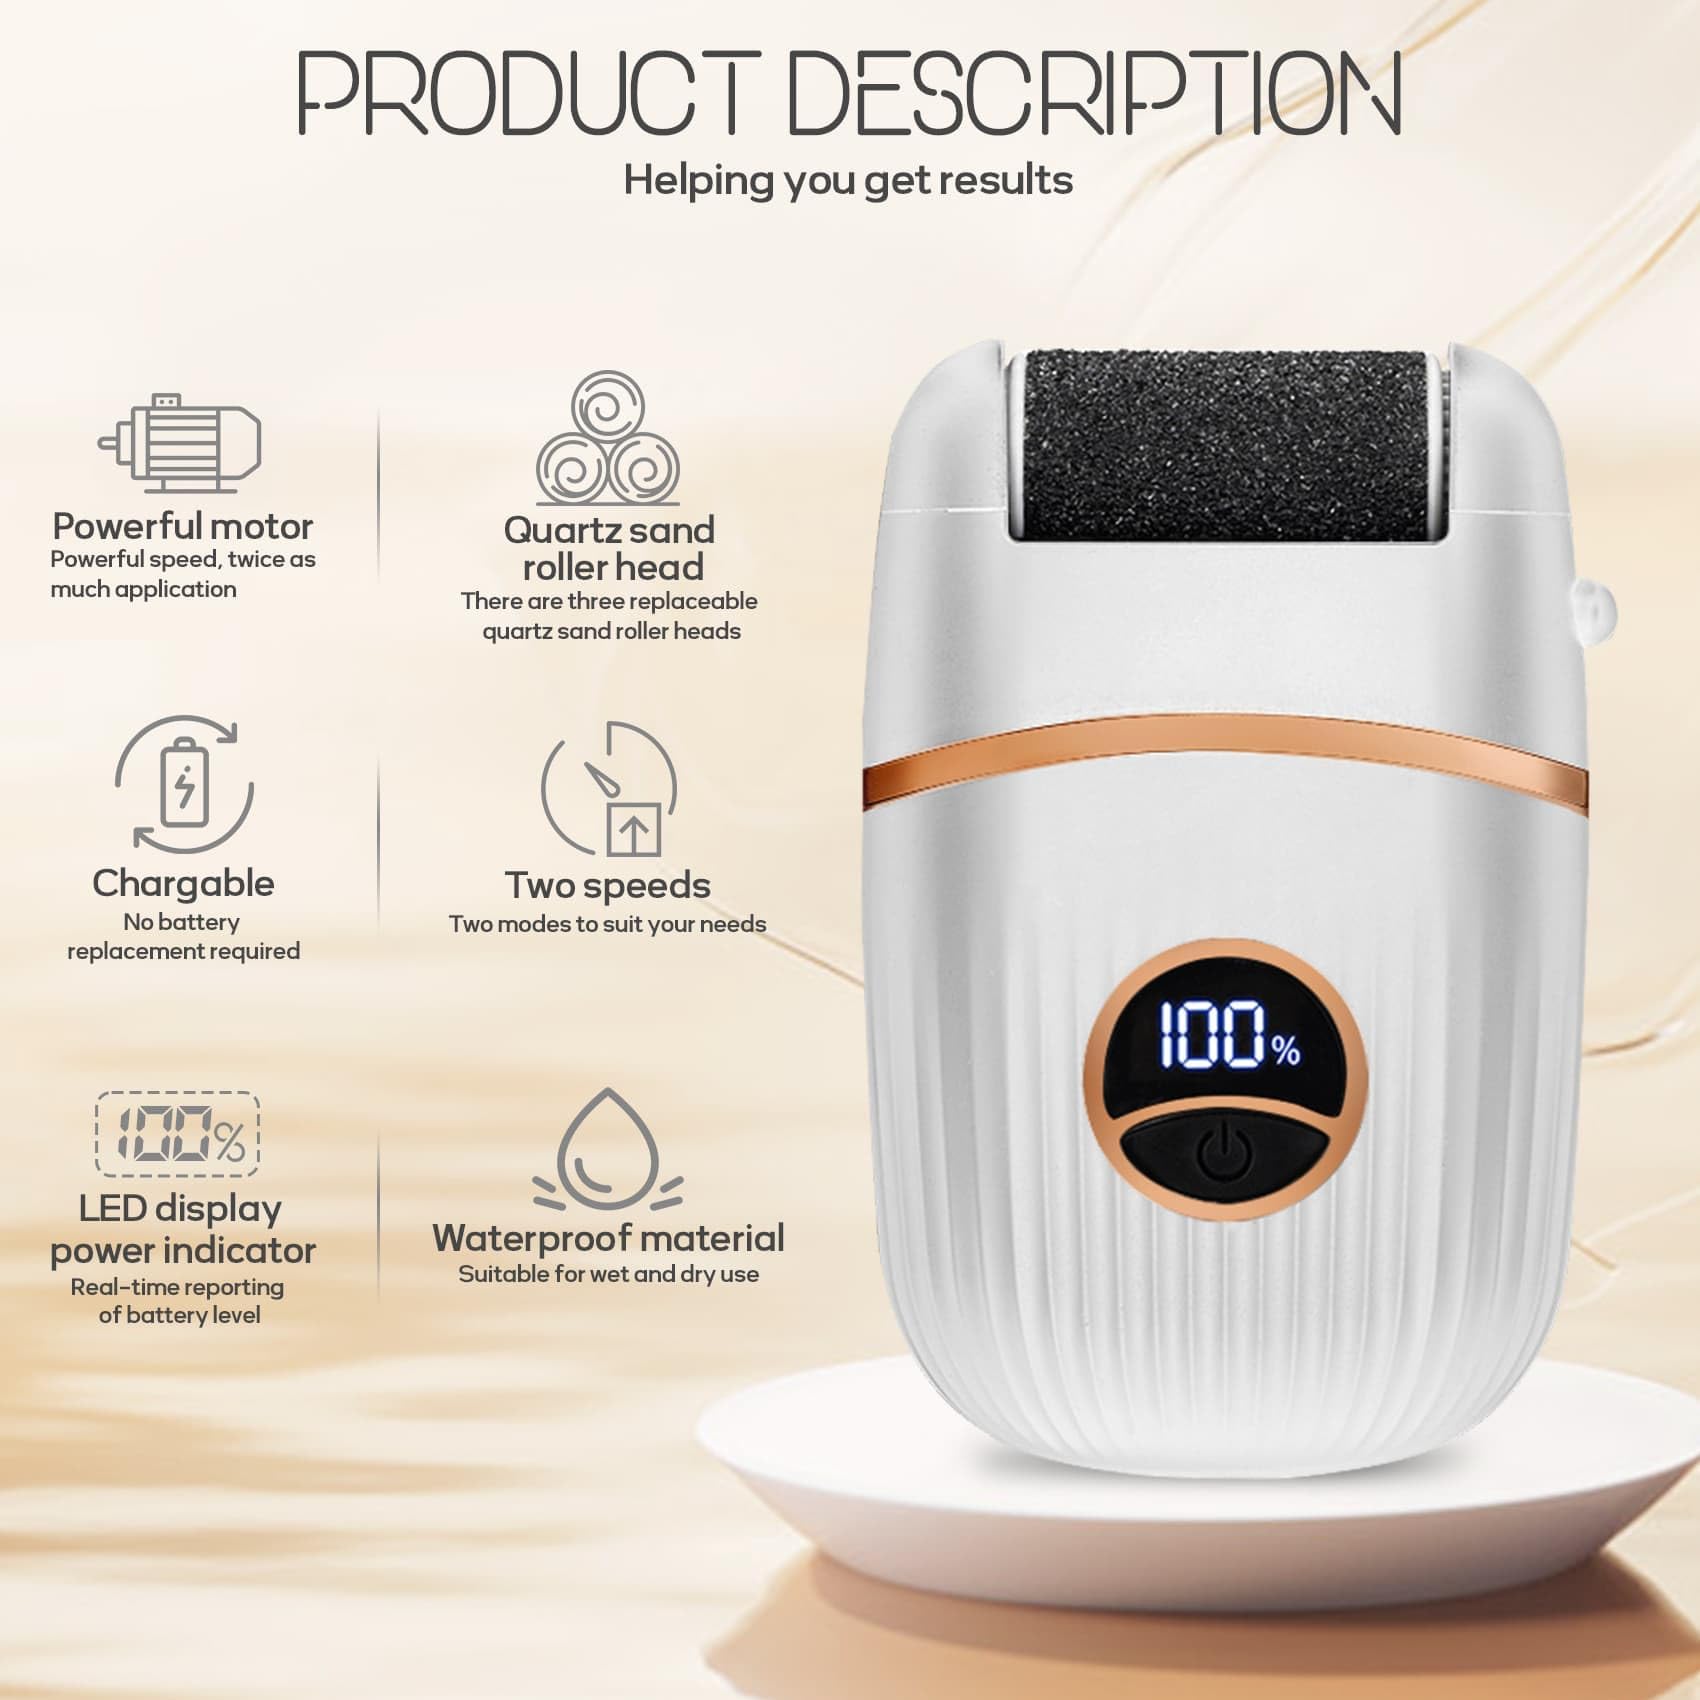 PRODUCT DESCRIPTION
Helping you get results
Powerful motor
Powerful speed, twice as
much application
Quartz sand
roller head
There are three replaceable
quartz sand roller heads
Chargable
No battery
replacement required
Two speeds
Two modes to suit your needs
100%
LED display
power indicator
Real-time reporting
of battery level
Waterproof material
Suitable for wet and dry use
100%